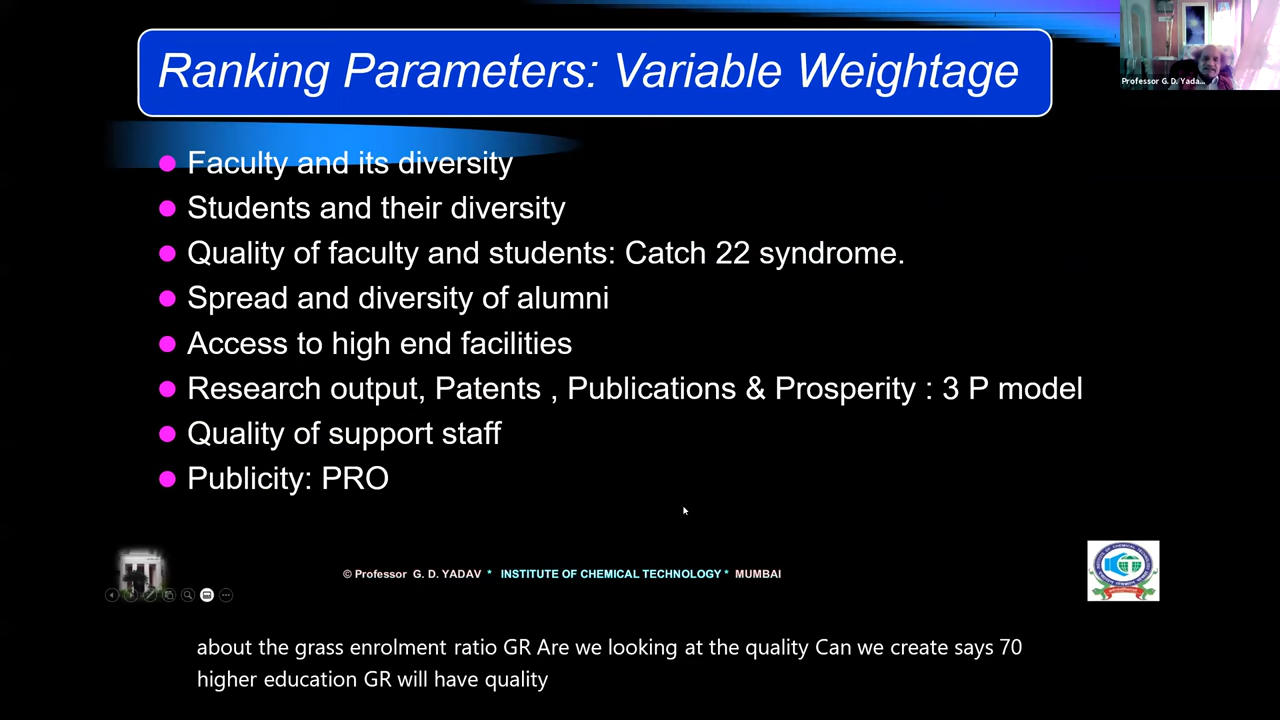 Ranking Parameters: Variable Weightage
Professor G. D. Yada...
Faculty and its diversity
Students and their diversity
Quality of faculty and students: Catch 22 syndrome.
Spread and diversity of alumni
Access to high end facilities
Research output, Patents , Publications & Prosperity : 3 P model
Quality of support staff
Publicity: PRO
© Professor G. D. YADAV * INSTITUTE OF CHEMICAL TECHNOLOGY * MUMBAI
about the grass enrolment ratio GR Are we looking at the quality Can we create says 70
higher education GR will have quality